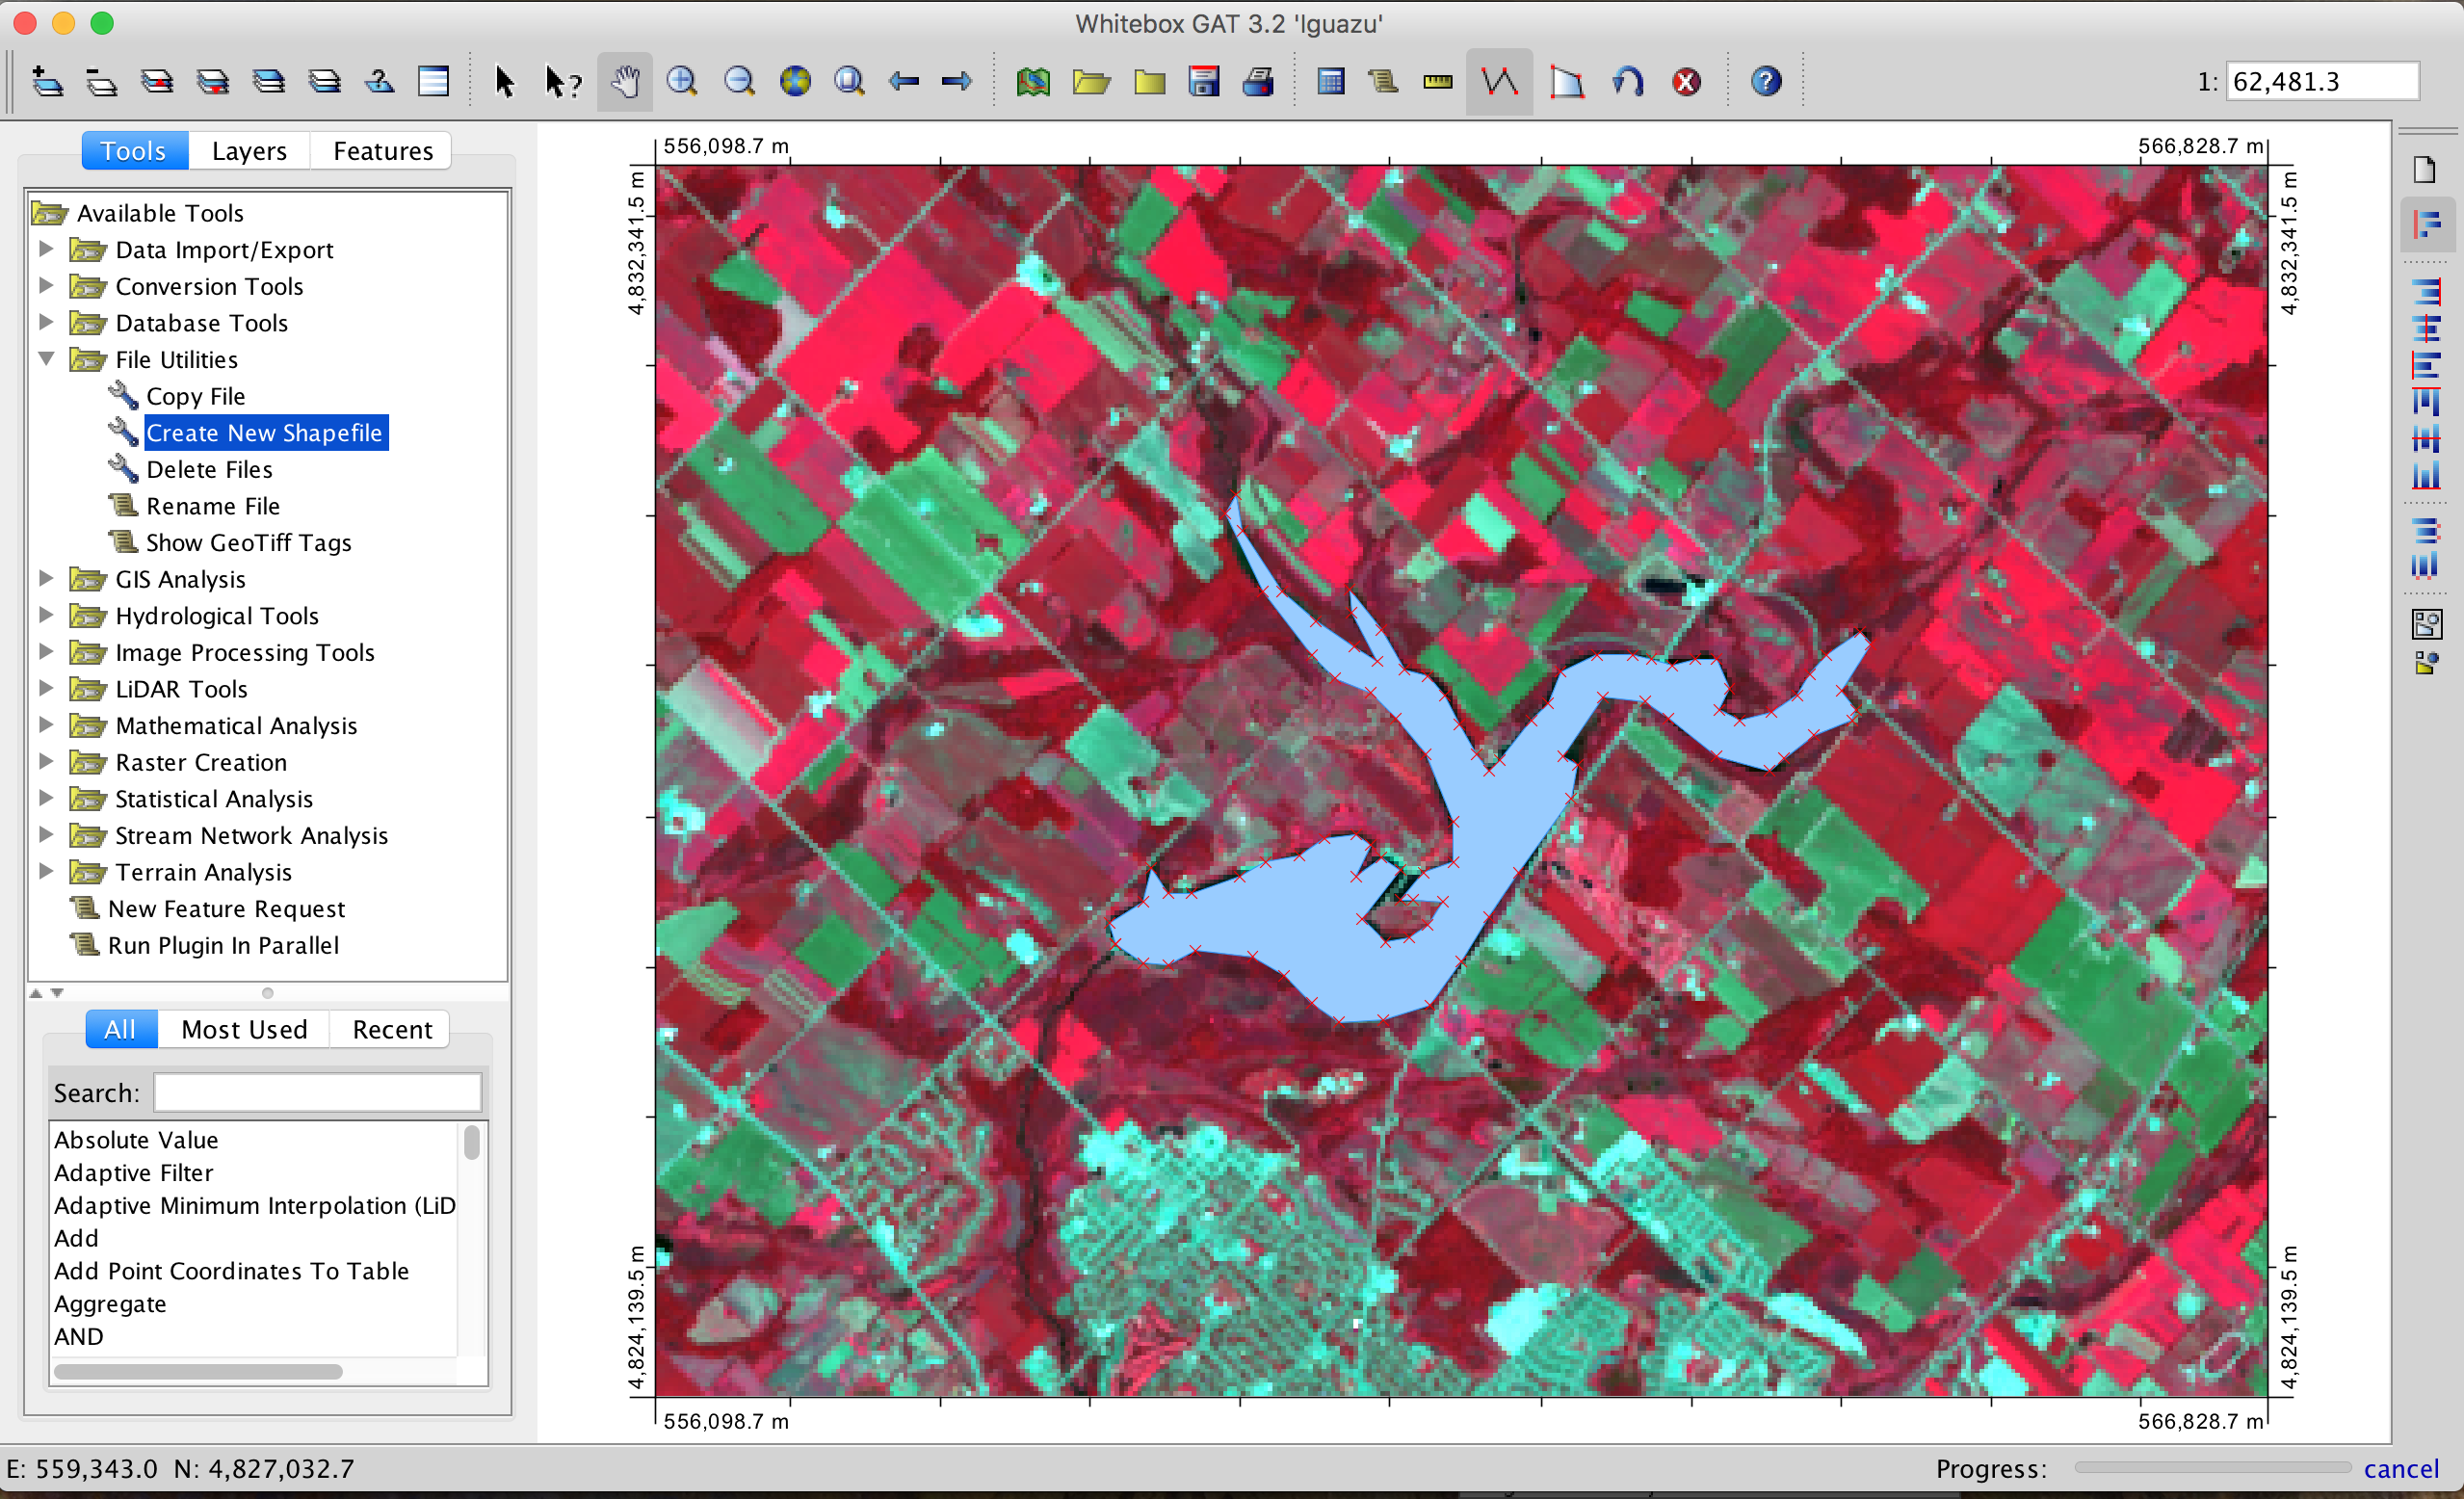 Whitebox GAT 3.2 'Iguazu'
1: 62,481.3
Tools Layers Features
Available Tools
Data Import/Export
Conversion Tools
Database Tools
File Utilities
Copy File
Create New Shapefile
Delete Files
Rename File
Show GeoTiff Tags
GIS Analysis
Hydrological Tools
Image Processing Tools
LiDAR Tools
Mathematical Analysis
Raster Creation
Statistical Analysis
Stream Network Analysis
Terrain Analysis
New Feature Request
Run Plugin In Parallel
All Most Used Recent
Search:
Absolute Value
Adaptive Filter
Adaptive Minimum Interpolation (LiD
Add
Add Point Coordinates To Table
Aggregate
AND
556,098.7 m 566,828.7 m
4,832,341.5 m 4,832,341.5 m
4,824,139.5 m 4,824,139.5 m
556,098.7 m 566,828.7 m
E: 559,343.0 N: 4,827,032.7
Progress: cancel